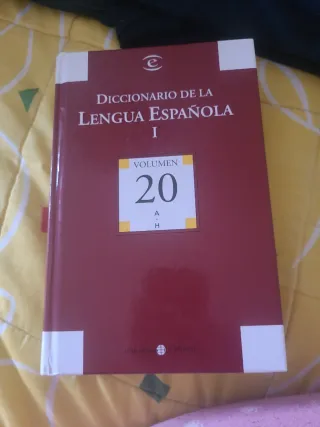 DICCIONARIO DE LA
LENGUA ESPAÑOLA
I
VOLUMEN
20
A
-
H